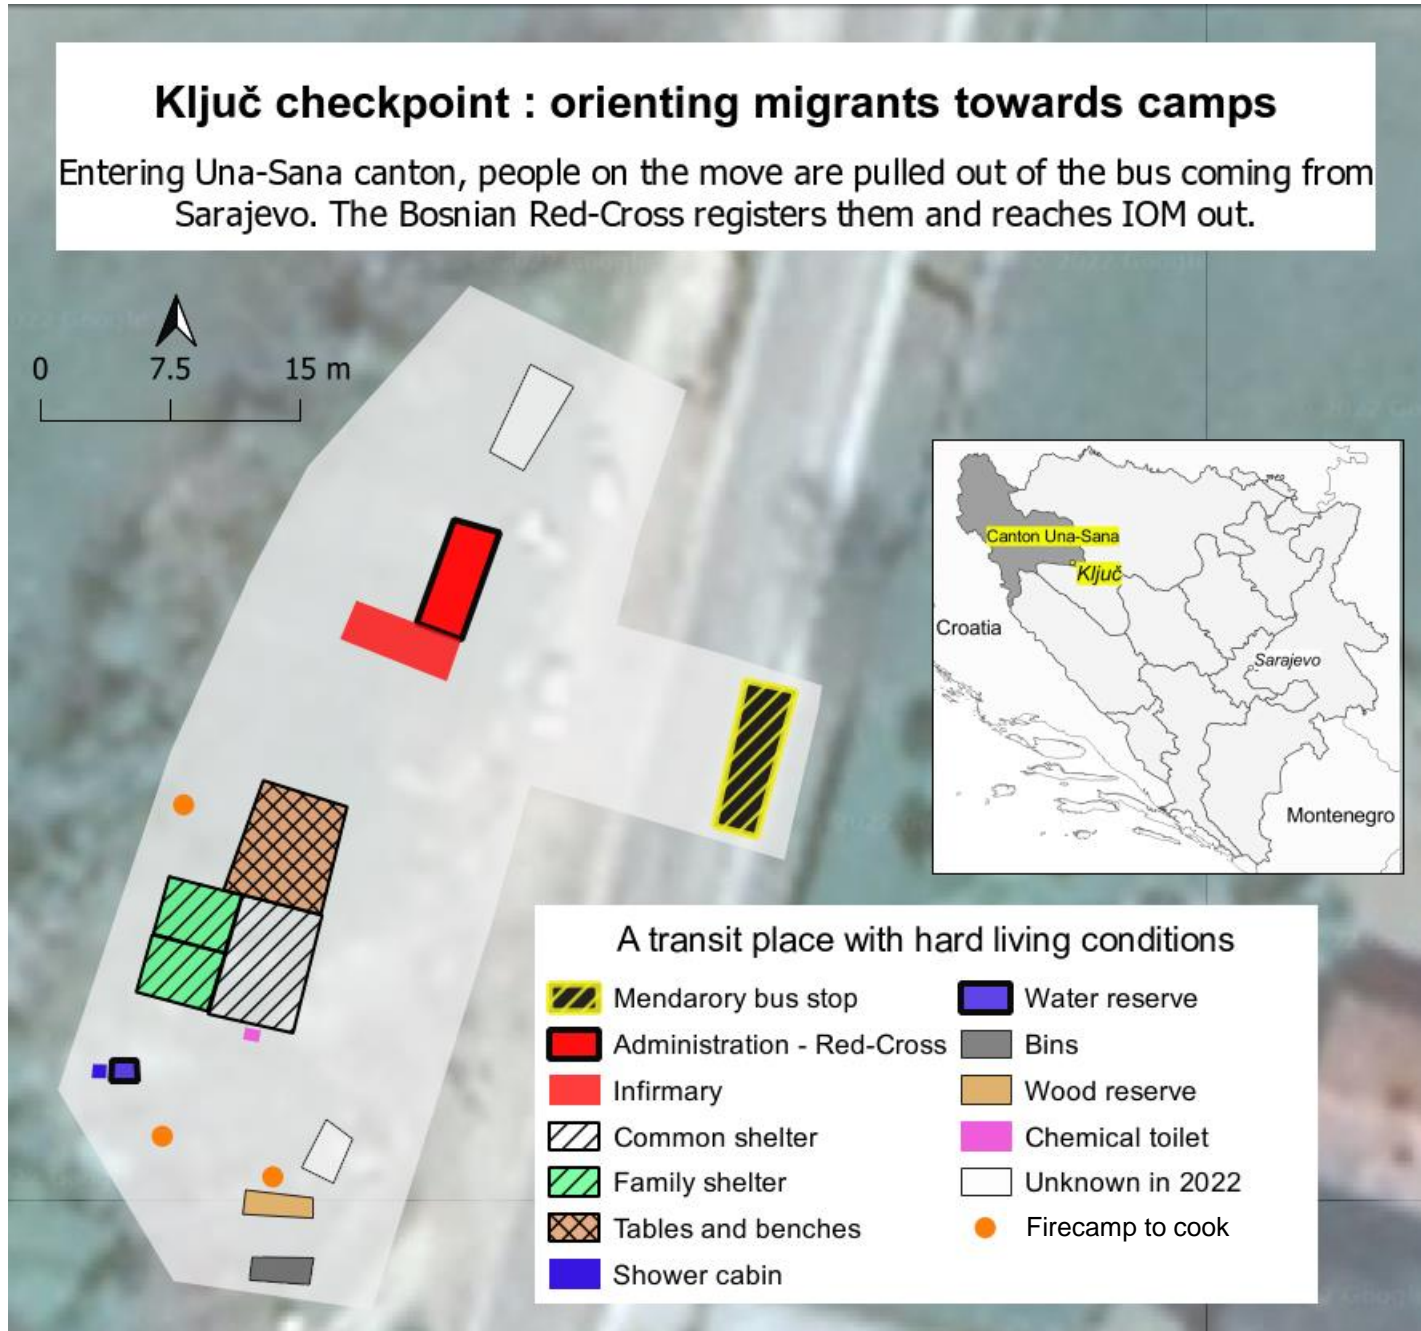 Ključ checkpoint : orienting migrants towards camps
Entering Una-Sana canton, people on the move are pulled out of the bus coming from
Sarajevo. The Bosnian Red-Cross registers them and reaches IOM out.
0 7.5 15 m
Canton Una-Sana
Ključ
Croatia
Sarajevo
Montenegro
A transit place with hard living conditions
Mendarory bus stop
Administration - Red-Cross
Infirmary
Common shelter
Family shelter
Tables and benches
Shower cabin
Water reserve
Bins
Wood reserve
Chemical toilet
Unknown in 2022
Firecamp to cook